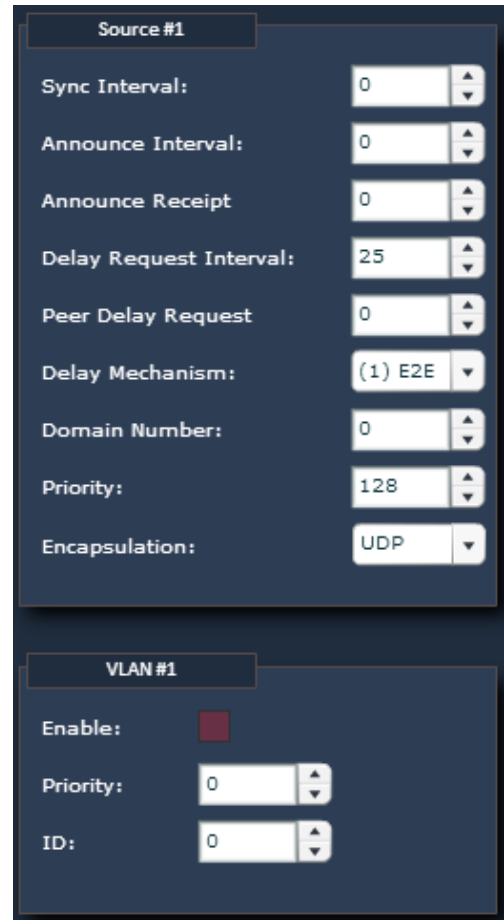 Source #1
Sync Interval: 0
Announce Interval: 0
Announce Receipt 0
Delay Request Interval: 25
Peer Delay Request 0
Delay Mechanism: (1) E2E
Domain Number: 0
Priority: 128
Encapsulation: UDP
VLAN #1
Enable:
Priority: 0
ID: 0